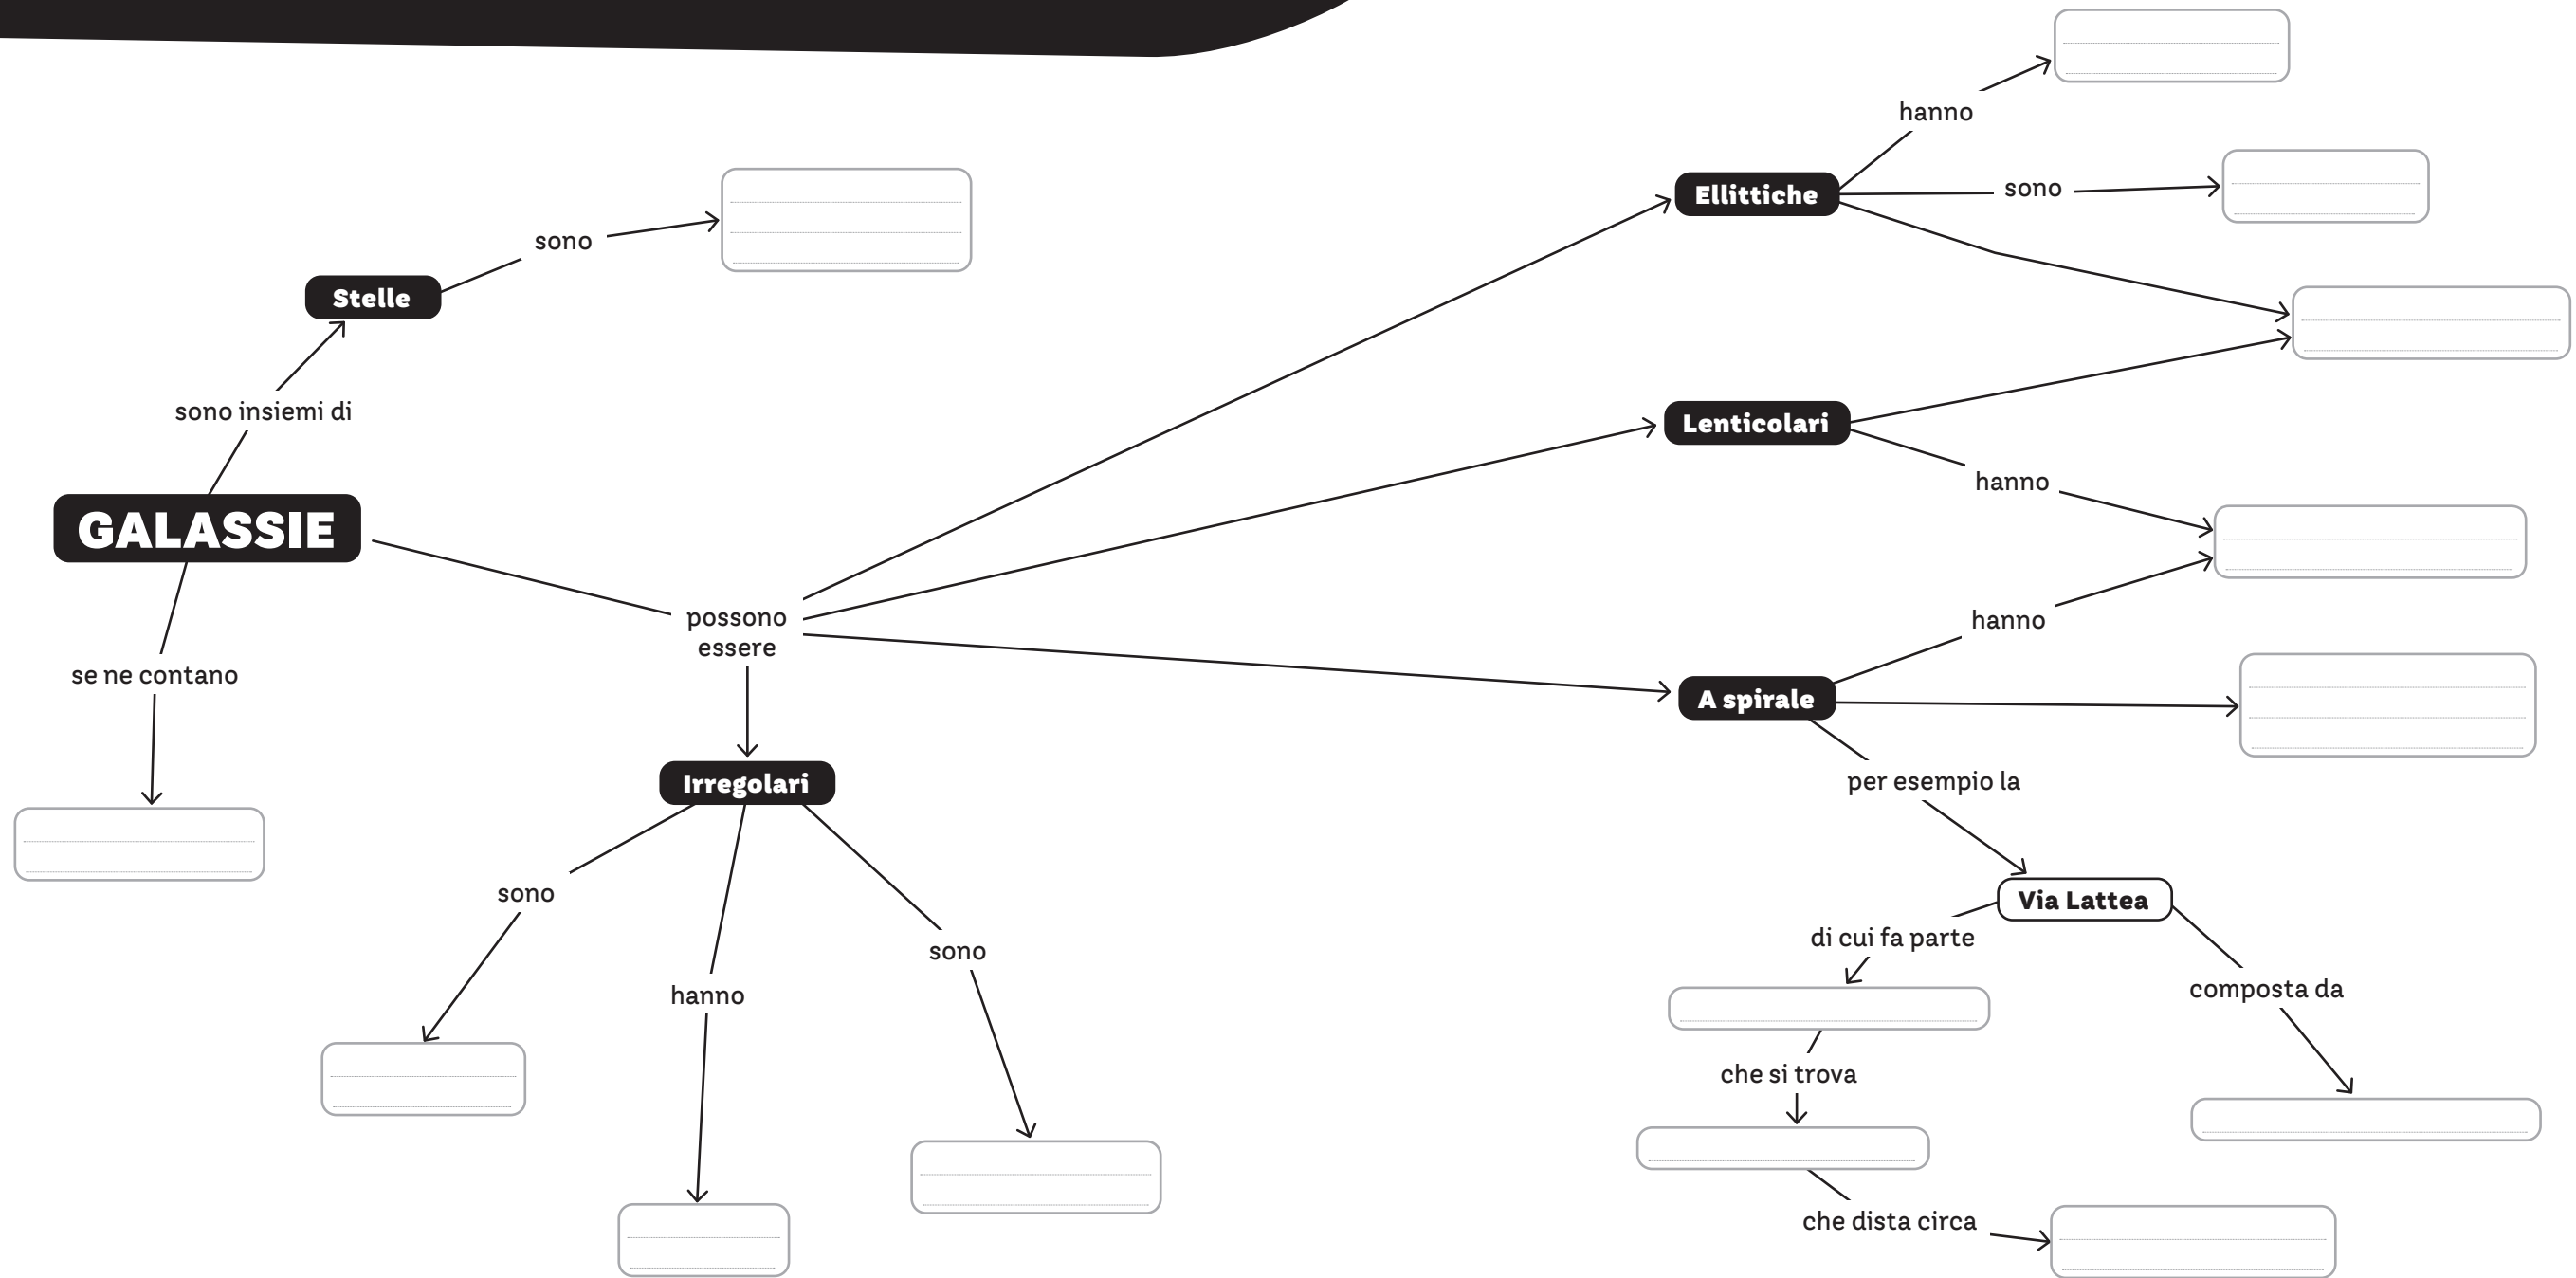 hanno
Ellittiche
sono
sono
Stelle
sono insiemi di
Lenticolari
hanno
GALASSIE
possono
essere
hanno
se ne contano
A spirale
Irregolari
per esempio la
sono
Via Lattea
sono
di cui fa parte
hanno
composta da
che si trova
che dista circa